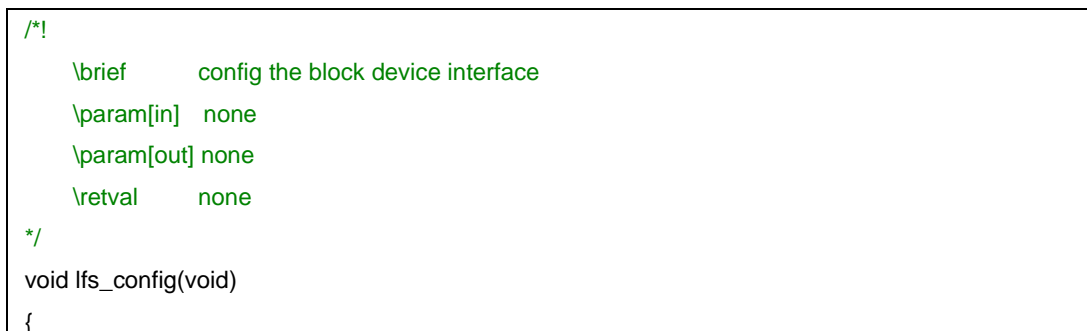 /*!
\brief config the block device interface
\param[in] none
\param[out] none
\retval none
*/
void lfs_config(void)
{